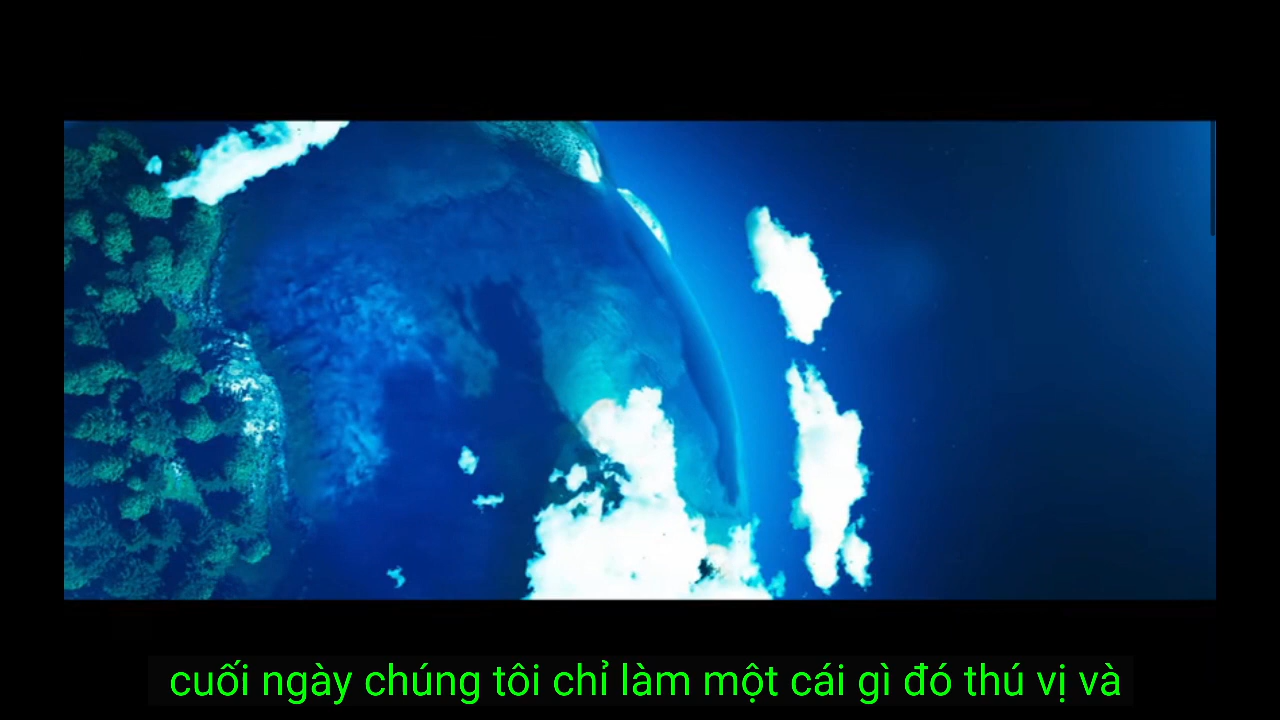 cuối ngày chúng tôi chỉ làm một cái gì đó thú vị và